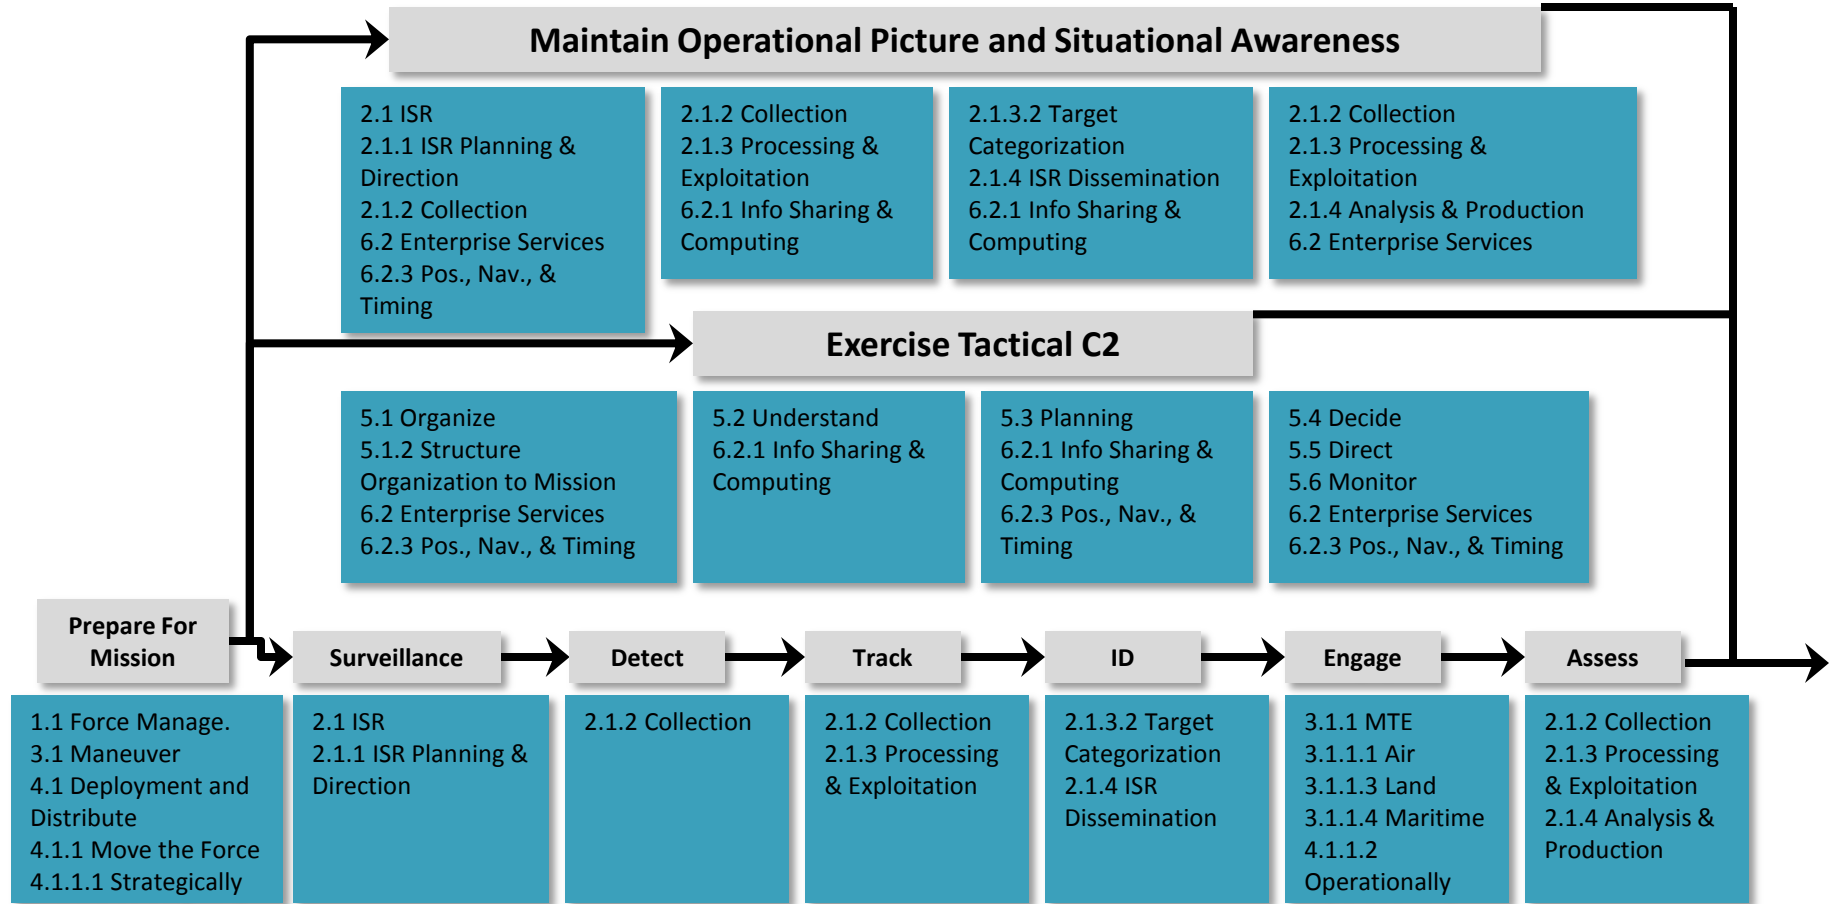 Maintain Operational Picture and Situational Awareness
2.1 ISR
2.1.1 ISR Planning &
Direction
2.1.2 Collection
6.2 Enterprise Services
6.2.3 Pos., Nav., &
Timing
2.1.2 Collection
2.1.3 Processing &
Exploitation
6.2.1 Info Sharing &
Computing
2.1.3.2 Target
Categorization
2.1.4 ISR Dissemination
6.2.1 Info Sharing &
Computing
2.1.2 Collection
2.1.3 Processing &
Exploitation
2.1.4 Analysis & Production
6.2 Enterprise Services
Exercise Tactical C2
5.1 Organize
5.1.2 Structure
Organization to Mission
6.2 Enterprise Services
6.2.3 Pos., Nav., & Timing
5.2 Understand
6.2.1 Info Sharing &
Computing
5.3 Planning
6.2.1 Info Sharing &
Computing
6.2.3 Pos., Nav., &
Timing
5.4 Decide
5.5 Direct
5.6 Monitor
6.2 Enterprise Services
6.2.3 Pos., Nav., & Timing
Prepare For
Mission
Surveillance
Detect
Track
ID
Engage
Assess
1.1 Force Manage.
3.1 Maneuver
4.1 Deployment and
Distribute
4.1.1 Move the Force
4.1.1.1 Strategically
2.1 ISR
2.1.1 ISR Planning &
Direction
2.1.2 Collection
2.1.2 Collection
2.1.3 Processing
& Exploitation
2.1.3.2 Target
Categorization
2.1.4 ISR
Dissemination
3.1.1 MTE
3.1.1.1 Air
3.1.1.3 Land
3.1.1.4 Maritime
4.1.1.2
Operationally
2.1.2 Collection
2.1.3 Processing
& Exploitation
2.1.4 Analysis &
Production